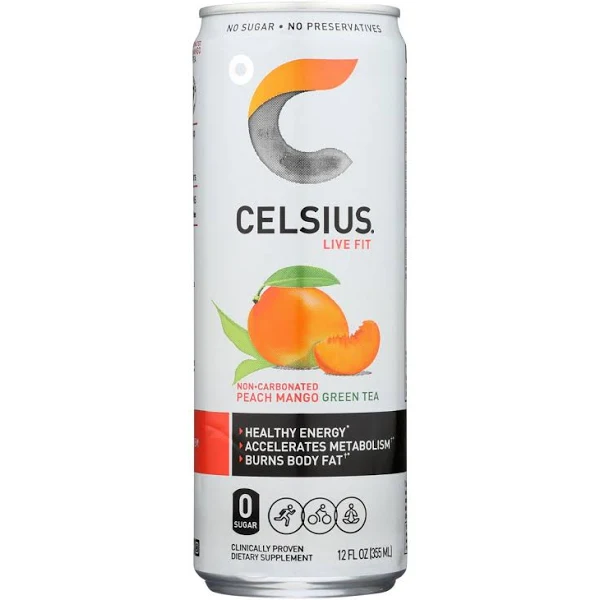 NO SUGAR • NO PRESERVATIVES
CELSIUS.
LIVE FIT
NON-CARBONATED
PEACH MANGO GREEN TEA
HEALTHY ENERGY*
ACCELERATES METABOLISM†*
BURNS BODY FAT†*
0
SUGAR
CLINICALLY PROVEN
DIETARY SUPPLEMENT
12 FL OZ (355 ML)